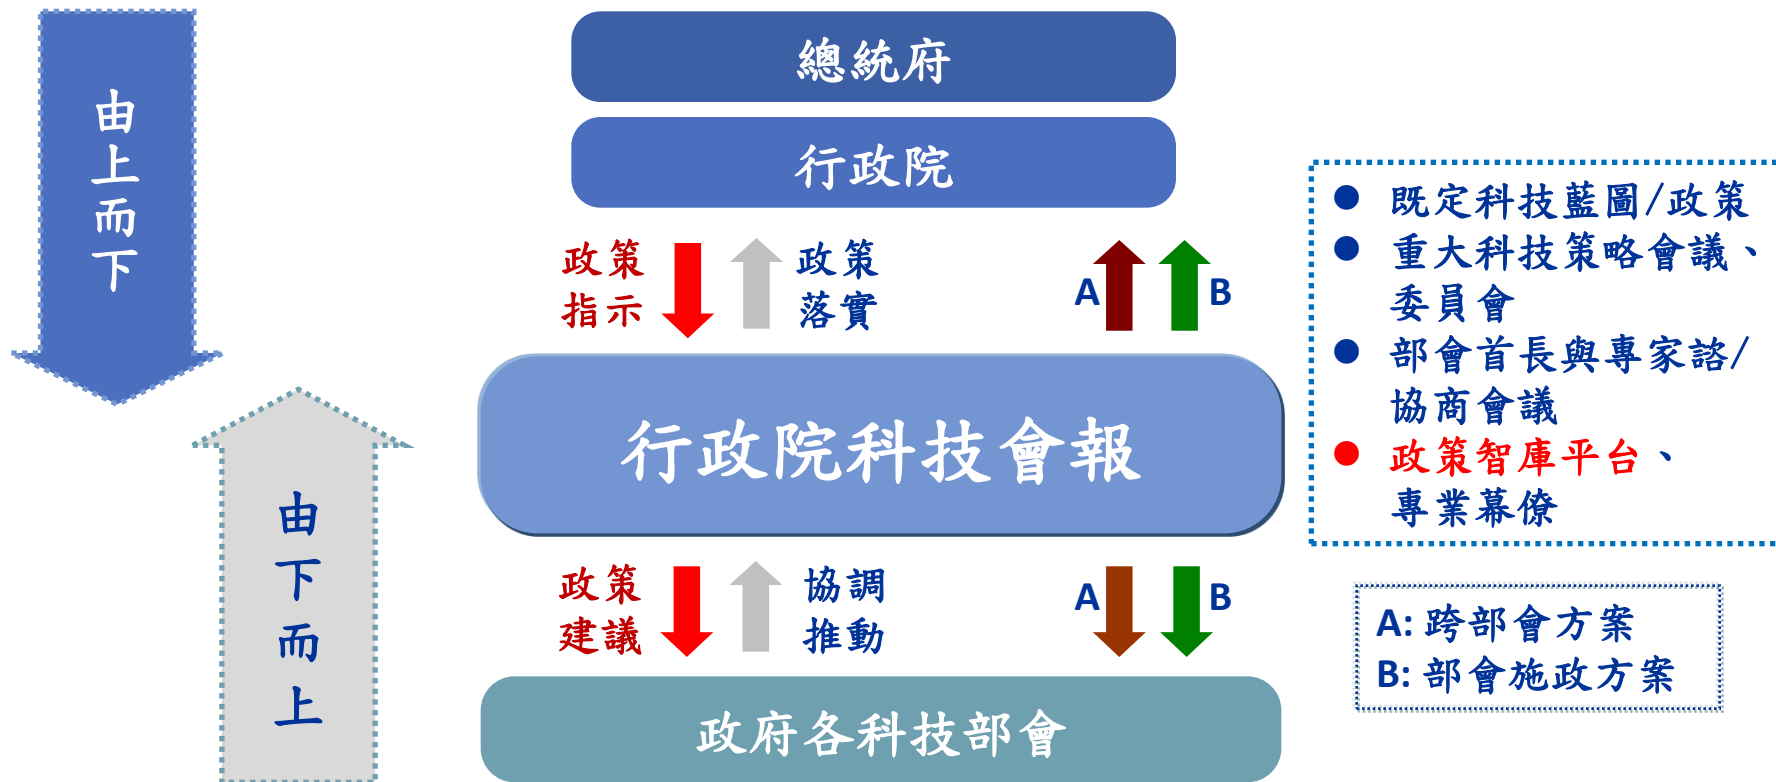 由上而下
總統府
行政院
政策
指示
政策
落實
A
B
行政院科技會報
由下而上
政策
建議
協調
推動
A
B
政府各科技部會
既定科技藍圖/政策
重大科技策略會議、
委員會
部會首長與專家諮/
協商會議
政策智庫平台、
專業幕僚
A: 跨部會方案
B: 部會施政方案